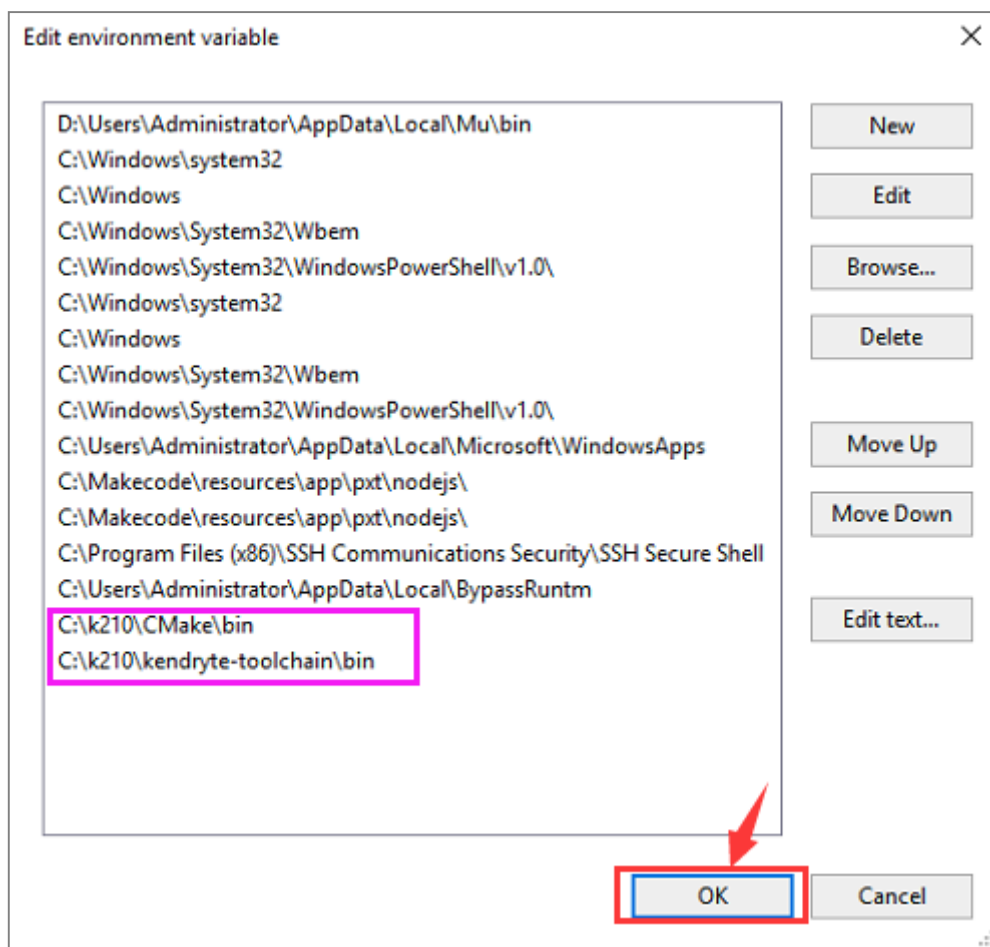 Edit environment variable
D:\Users\Administrator\AppData\Local\Mu\bin
C:\Windows\system32
C:\Windows
C:\Windows\System32\Wbem
C:\Windows\System32\WindowsPowerShell\v1.0\
C:\Windows\system32
C:\Windows
C:\Windows\System32\Wbem
C:\Windows\System32\WindowsPowerShell\v1.0\
C:\Users\Administrator\AppData\Local\Microsoft\WindowsApps
C:\Makecode\resources\app\pxt\nodejs\
C:\Makecode\resources\app\pxt\nodejs\
C:\Program Files (x86)\SSH Communications Security\SSH Secure Shell
C:\Users\Administrator\AppData\Local\BypassRuntm
C:\k210\CMake\bin
C:\k210\kendryte-toolchain\bin
New
Edit
Browse...
Delete
Move Up
Move Down
Edit text...
OK
Cancel